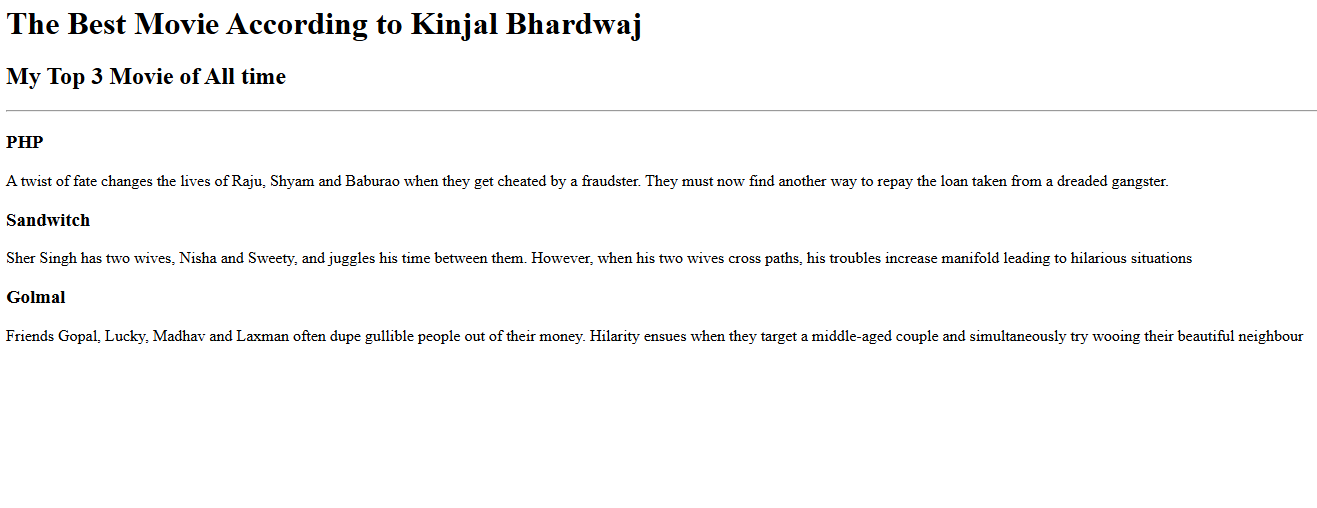 The Best Movie According to Kinjal Bhardwaj
My Top 3 Movie of All time
PHP
A twist of fate changes the lives of Raju, Shyam and Baburao when they get cheated by a fraudster. They must now find another way to repay the loan taken from a dreaded gangster.
Sandwitch
Sher Singh has two wives, Nisha and Sweety, and juggles his time between them. However, when his two wives cross paths, his troubles increase manifold leading to hilarious situations
Golmal
Friends Gopal, Lucky, Madhav and Laxman often dupe gullible people out of their money. Hilarity ensues when they target a middle-aged couple and simultaneously try wooing their beautiful neighbour